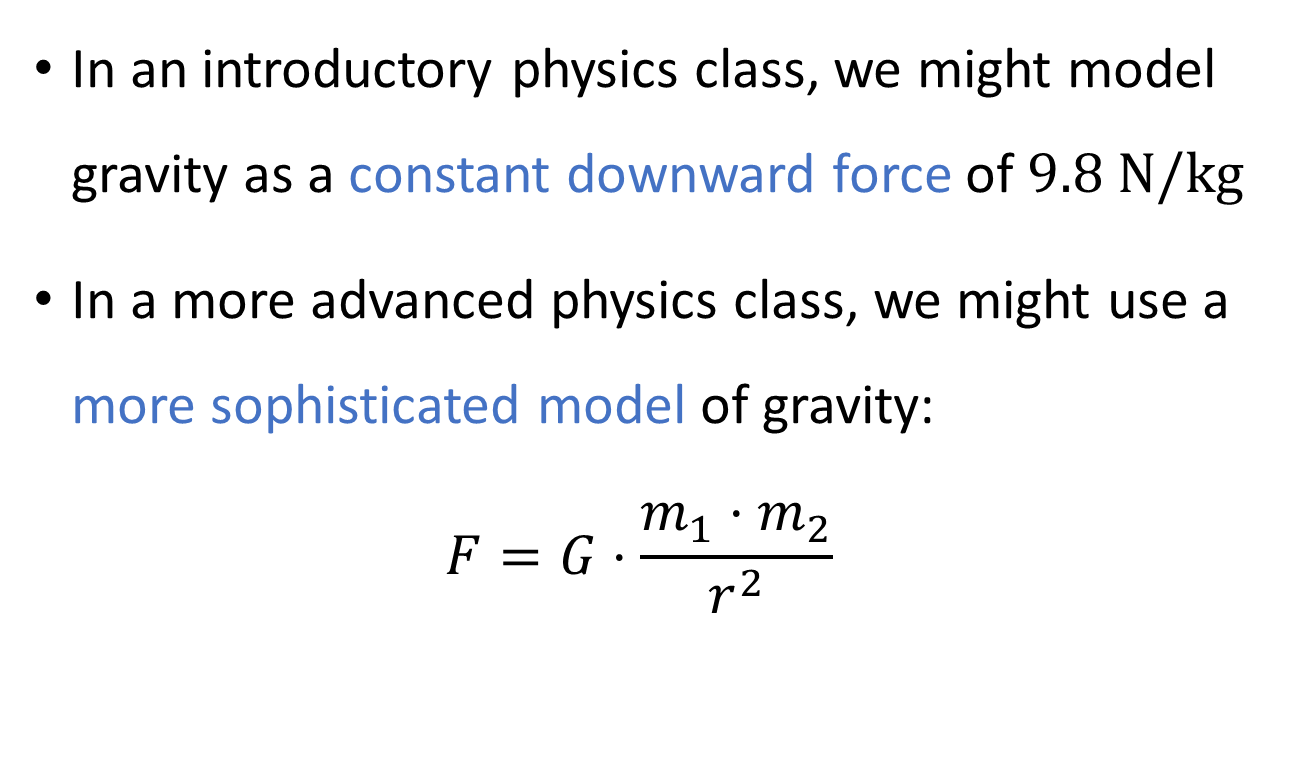 • In an introductory physics class, we might model
gravity as a constant downward force of 9.8 N/kg
• In a more advanced physics class, we might use a
more sophisticated model of gravity:
F = G · (m₁ · m₂)/r²